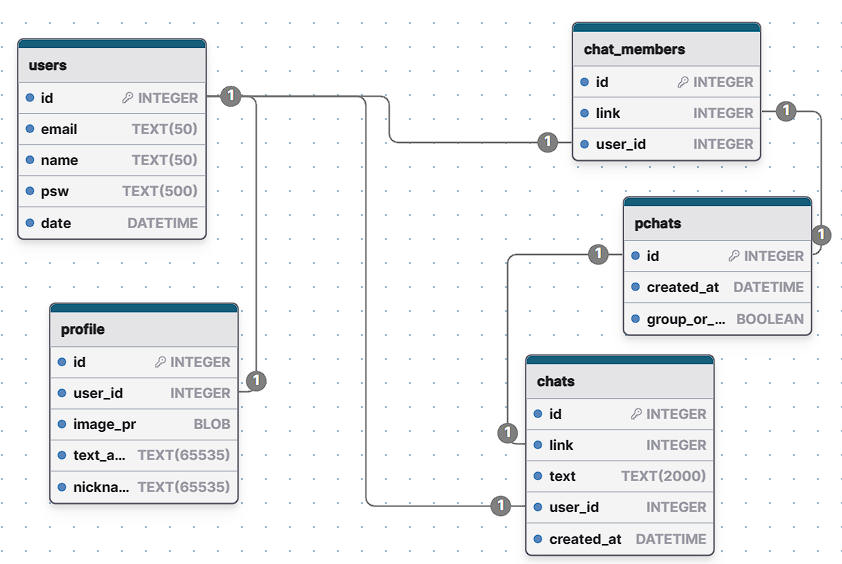 users
id INTEGER
email TEXT(50)
name TEXT(50)
psw TEXT(500)
date DATETIME
1
chat_members
id INTEGER
link INTEGER
user_id INTEGER
1
1
pchats
id INTEGER
created_at DATETIME
group_or_... BOOLEAN
1
1
profile
id INTEGER
user_id INTEGER
image_pr BLOB
text_a... TEXT(65535)
nickna... TEXT(65535)
1
chats
id INTEGER
link INTEGER
text TEXT(2000)
user_id INTEGER
created_at DATETIME
1
1